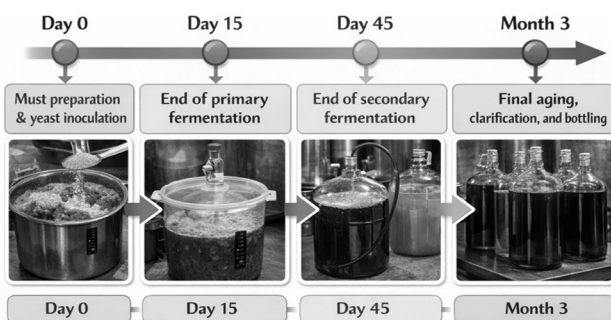 Day 0
Day 15
Day 45
Month 3
Must preparation
& yeast inoculation
End of primary
fermentation
End of secondary
fermentation
Final aging,
clarification, and bottling
Day 0
Day 15
Day 45
Month 3